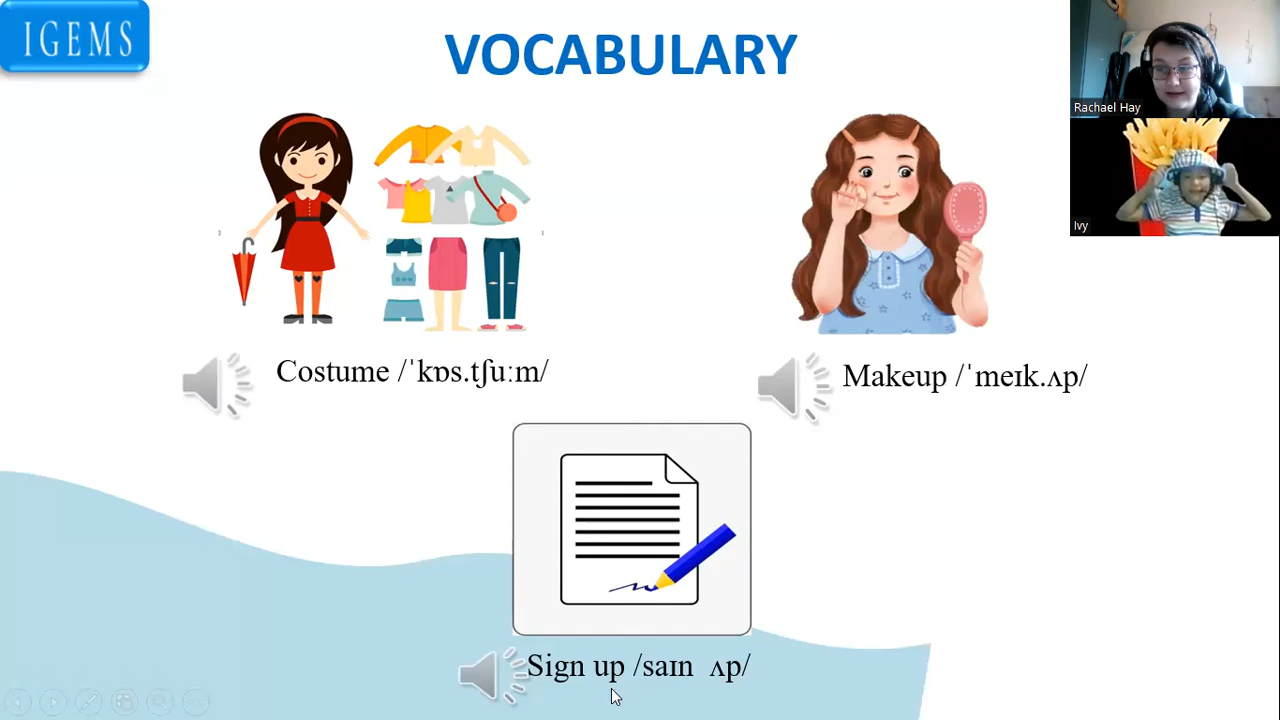 IGEMS
VOCABULARY
Rachael Hay
Ivy
Costume /ˈkɒs.tʃuːm/
Makeup /ˈmeɪk.ʌp/
Sign up /saɪn ʌp/